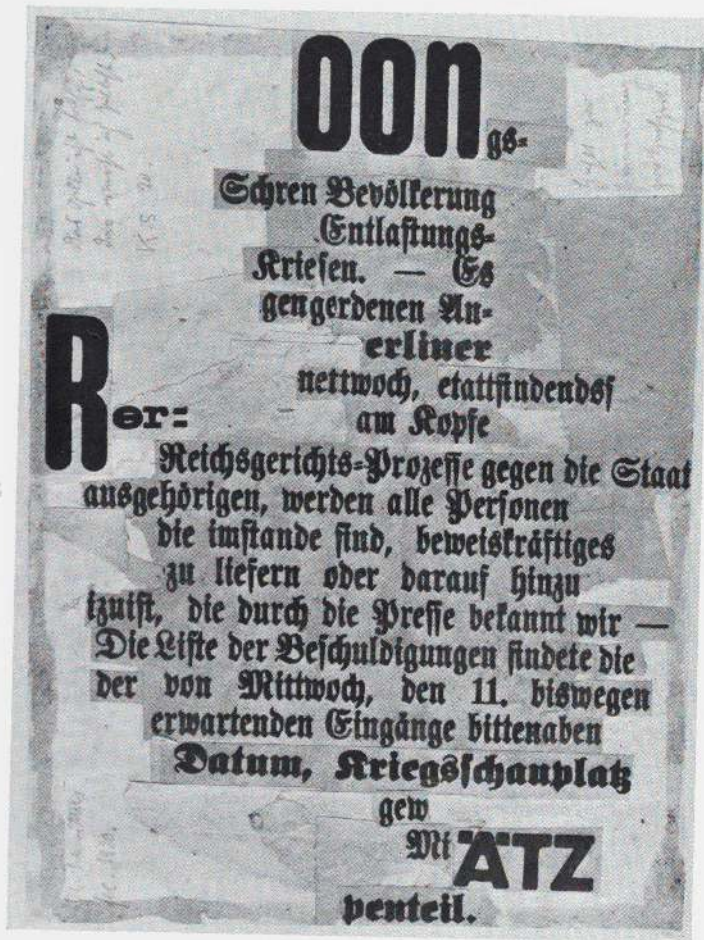 oon
gs-
Schren Bevölkerung
Entlastungs-
Kriesen. — Es
gengerdenen An-
erliner
nettwoch, etattfindendsf
am Kopfe
Rer-
Reichsgerichts-Prozesse gegen die Staat
ausgehörigen, werden alle Personen
die imstande sind, beweiskräftiges
zu liefern oder darauf hinzu
izuist, die durch die Presse bekannt wir —
Die Liste der Beschuldigungen findete die
der von Mittwoch, den 11. biswegen
erwartenden Eingänge bittenaben
Datum, Kriegsschauplatz
gew
Mi ÄTZ
penteil.